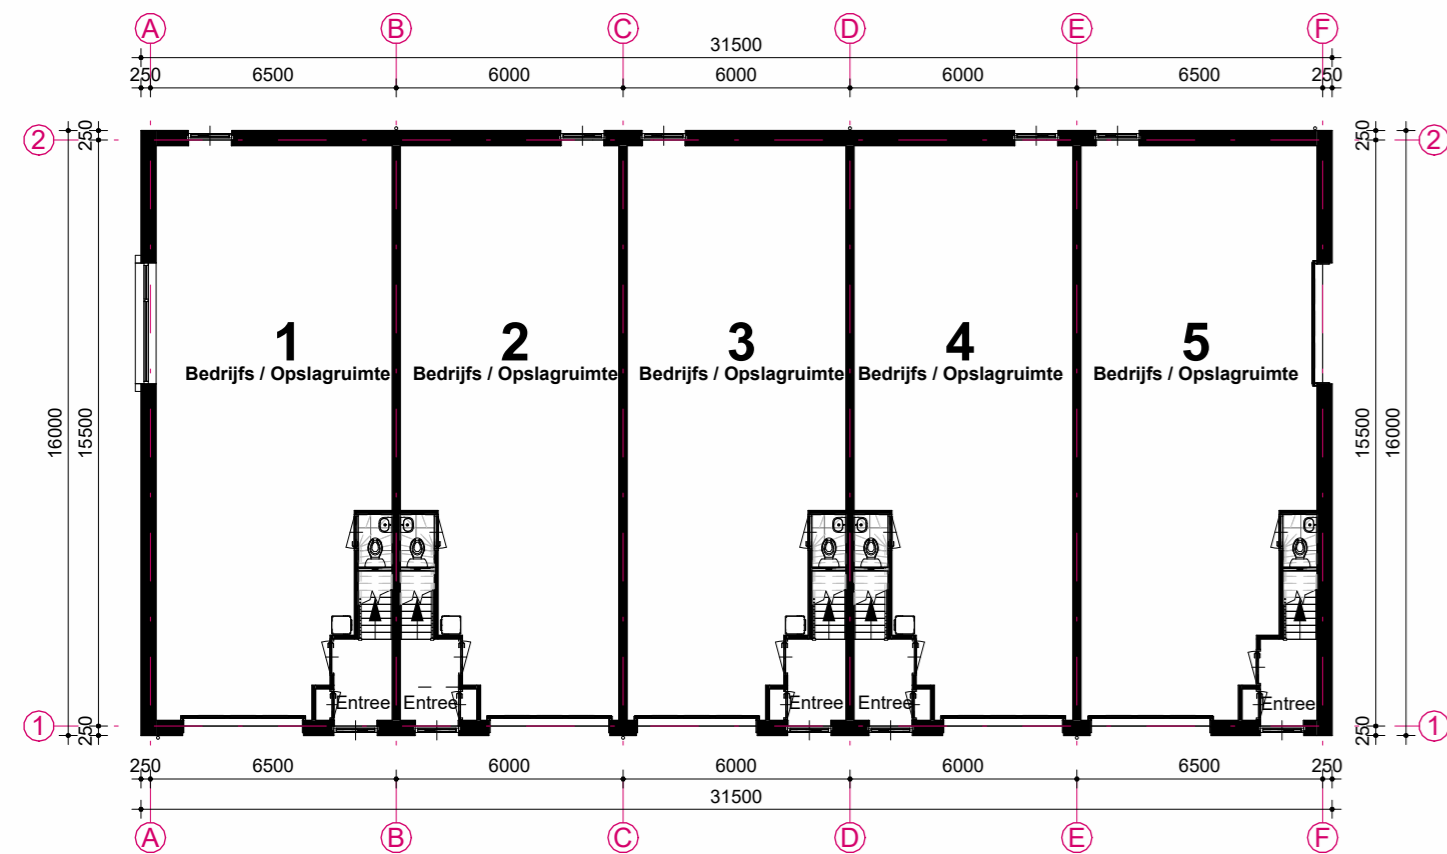 A B C D E F
31500
250 6500 6000 6000 6000 6500 250
2 250 250 2
1 2 3 4 5
Bedrijfs / Opslagruimte Bedrijfs / Opslagruimte Bedrijfs / Opslagruimte Bedrijfs / Opslagruimte Bedrijfs / Opslagruimte
16000 15500 15500 16000
Entree Entree Entree Entree Entree
1 250 250 1
250 6500 6000 6000 6000 6500 250
31500
A B C D E F